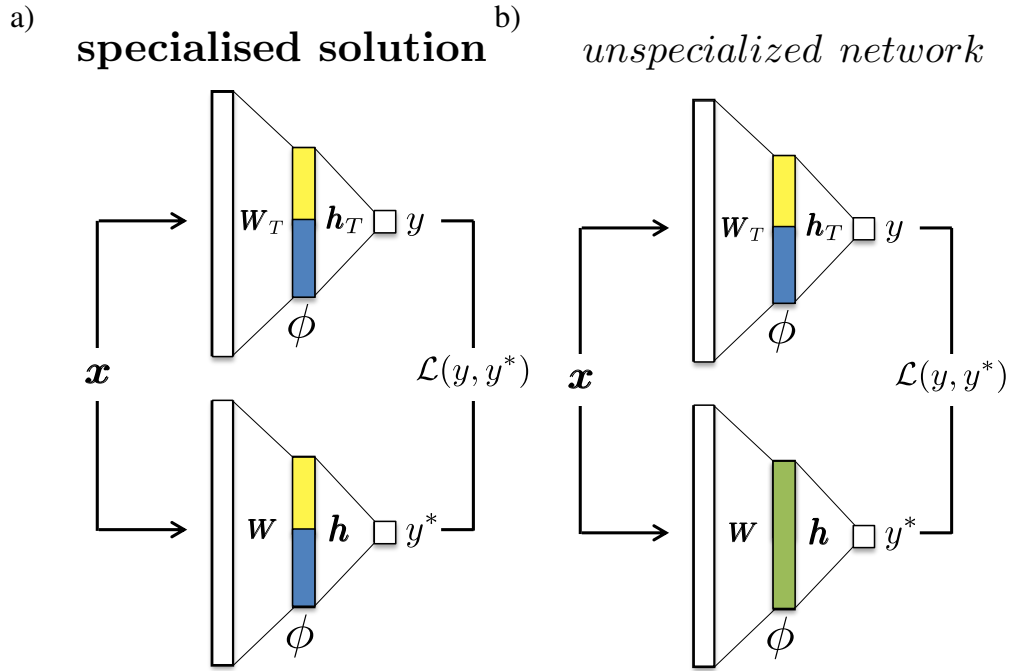 a)
specialised solution
W_T
h_T
y
ϕ
x
ℒ(y, y*)
W
h
y*
ϕ
b)
unspecialized network
W_T
h_T
y
ϕ
x
ℒ(y, y*)
W
h
y*
ϕ